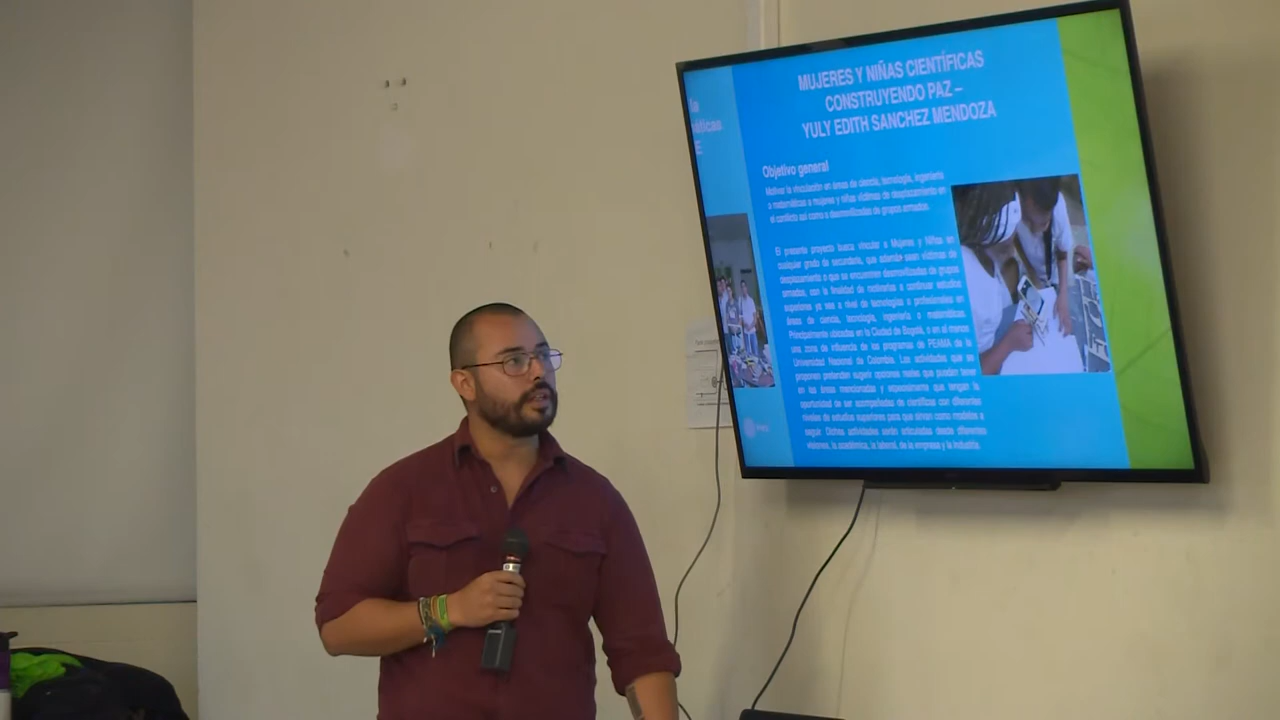 la
áticas
E
MUJERES Y NIÑAS CIENTÍFICAS
CONSTRUYENDO PAZ –
YULY EDITH SANCHEZ MENDOZA
Objetivo general
Motivar la vinculación en áreas de ciencia, tecnología, ingeniería
o matemáticas a mujeres y niñas víctimas de desplazamiento en
el conflicto así como a desmovilizadas de grupos armados.
El presente proyecto busca vincular a Mujeres y Niñas en
cualquier grado de secundaria, que además sean víctimas de
desplazamiento o que se encuentren desmovilizadas de grupos
armados, con la finalidad de motivarlas a continuar estudios
superiores ya sea a nivel de tecnologías o profesionales en
áreas de ciencia, tecnología, ingeniería o matemáticas.
Principalmente ubicadas en la Ciudad de Bogotá, o en al menos
una zona de influencia de los programas de PEAMA de la
Universidad Nacional de Colombia. Las actividades que se
proponen pretenden sugerir opciones reales que puedan tener
en las áreas mencionadas y especialmente que tengan la
oportunidad de ser acompañadas de científicas con diferentes
niveles de estudios superiores para que sirvan como modelos a
seguir. Dichas actividades serán articuladas desde diferentes
visiones, la académica, la laboral, de la empresa y la industria.